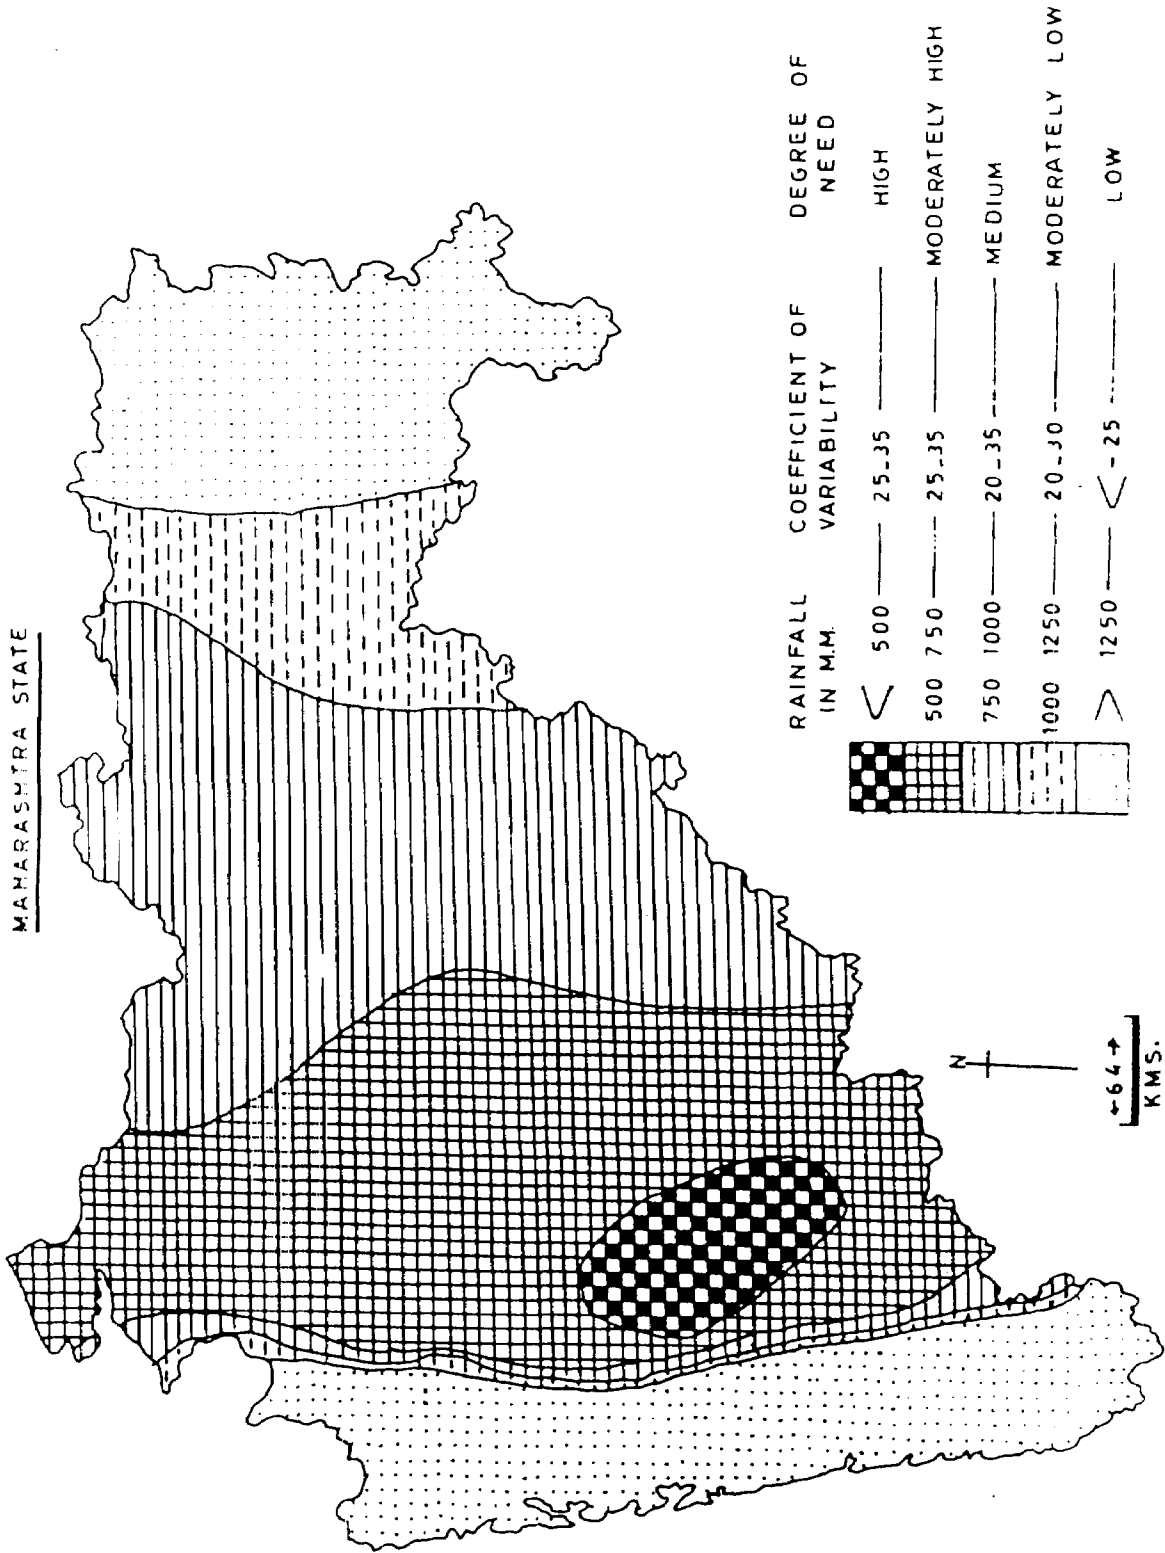 MAHARASHTRA STATE
RAINFALL IN M.M. COEFFICIENT OF VARIABILITY DEGREE OF NEED
< 500 —— 25-35 —— HIGH
500 750 —— 25-35 —— MODERATELY HIGH
750 1000 —— 20-35 —— MEDIUM
1000 1250 —— 20-30 —— MODERATELY LOW
> 1250 —— <-25 —— LOW
N
←64→
KMS.